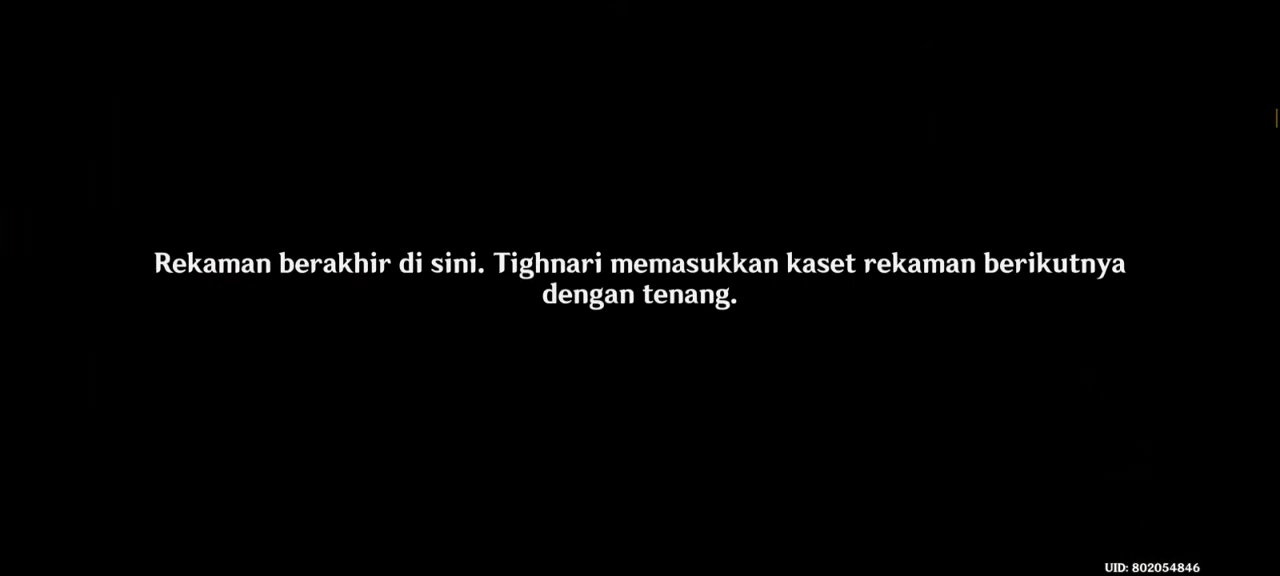 Rekaman berakhir di sini. Tighnari memasukkan kaset rekaman berikutnya
dengan tenang.
UID: 802054846